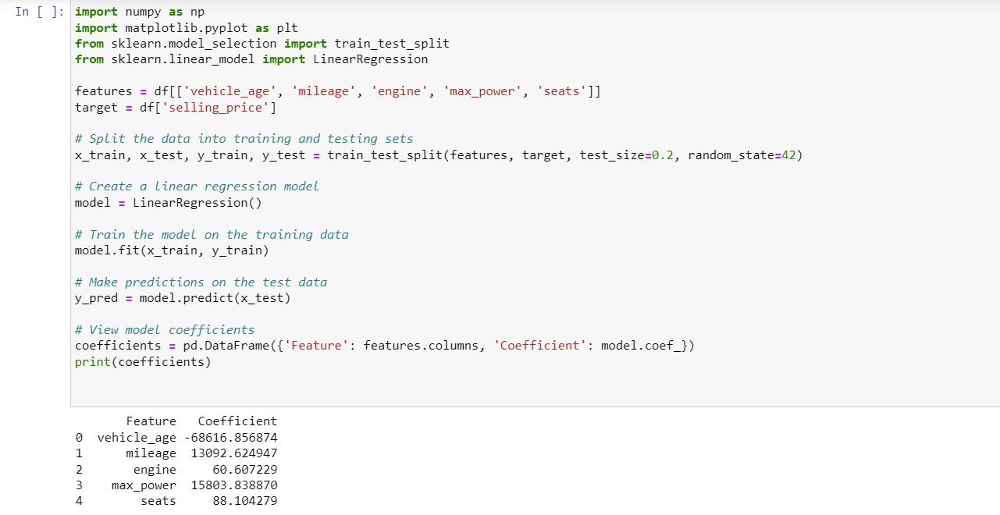 In [ ]: import numpy as np
import matplotlib.pyplot as plt
from sklearn.model_selection import train_test_split
from sklearn.linear_model import LinearRegression
features = df[['vehicle_age', 'mileage', 'engine', 'max_power', 'seats']]
target = df['selling_price']
# Split the data into training and testing sets
x_train, x_test, y_train, y_test = train_test_split(features, target, test_size=0.2, random_state=42)
# Create a linear regression model
model = LinearRegression()
# Train the model on the training data
model.fit(x_train, y_train)
# Make predictions on the test data
y_pred = model.predict(x_test)
# View model coefficients
coefficients = pd.DataFrame({'Feature': features.columns, 'Coefficient': model.coef_})
print(coefficients)
Feature Coefficient
0 vehicle_age -68616.856874
1 mileage 13092.624947
2 engine 60.607229
3 max_power 15803.838870
4 seats 88.104279